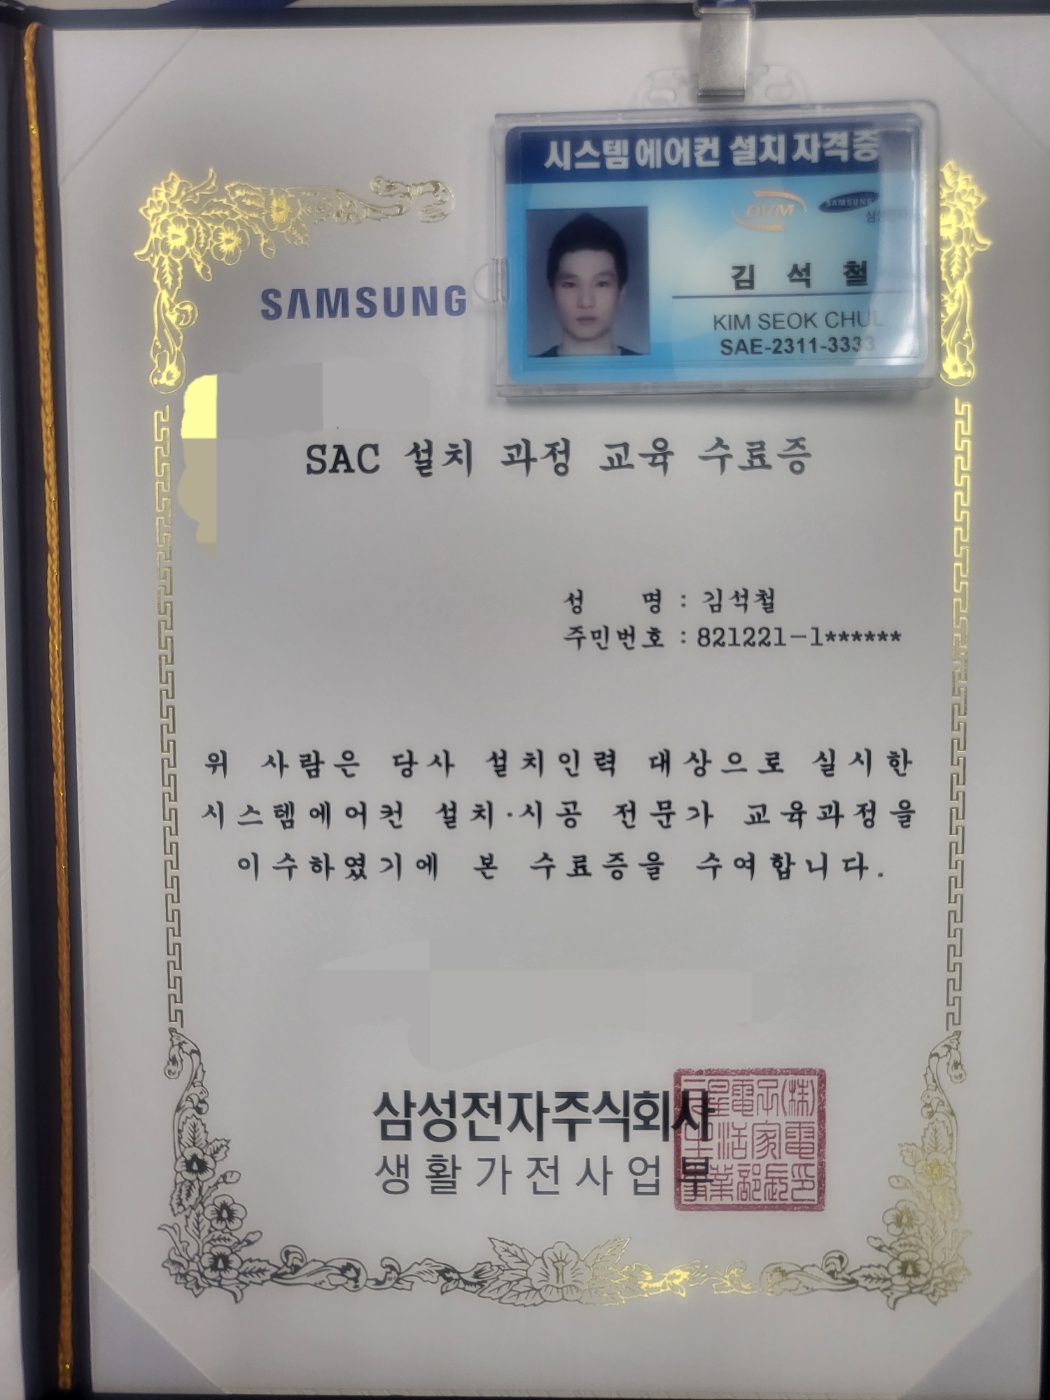 시스템 에어컨 설치 자격증
DVM
SAMSUNG
김 석 철
KIM SEOK CHUL
SAE-2311-3333
SAMSUNG
SAC 설치 과정 교육 수료증
성 명 : 김석철
주민번호 : 821221-1******
위 사람은 당사 설치인력 대상으로 실시한
시스템에어컨 설치·시공 전문가 교육과정을
이수하였기에 본 수료증을 수여합니다.
삼성전자주식회사
생활가전사업부